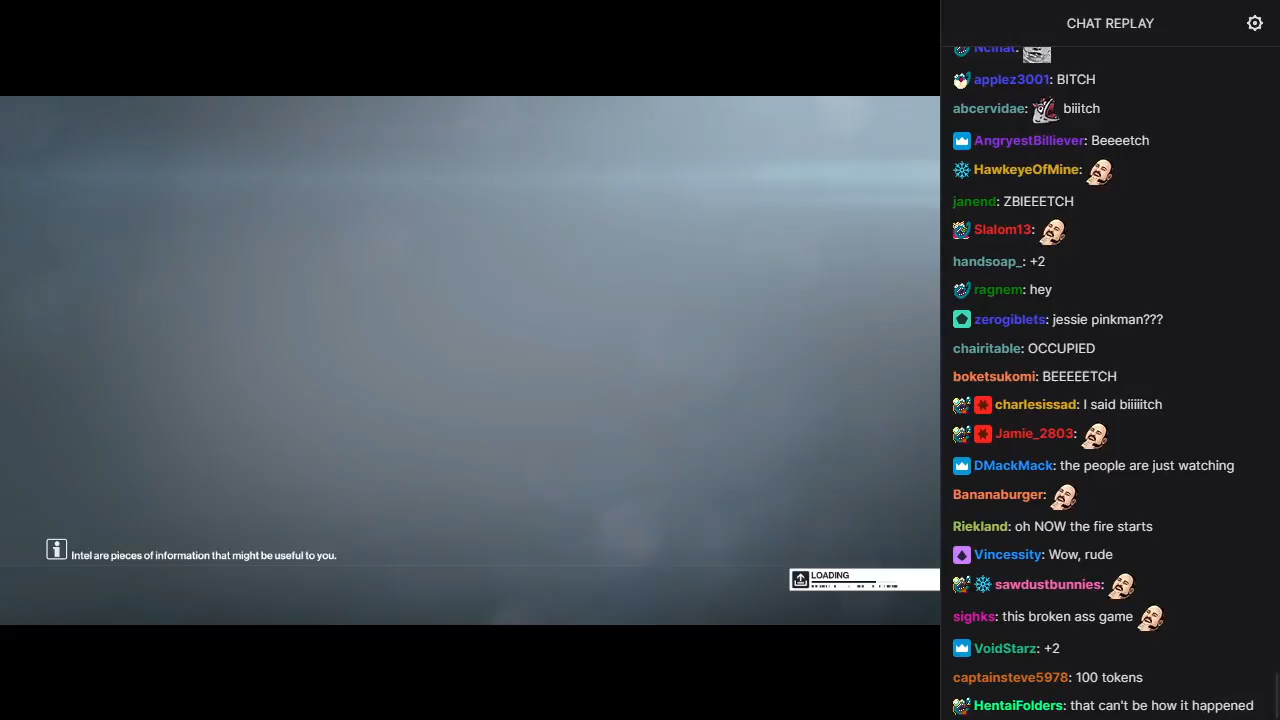 CHAT REPLAY
Ncihat:
applez3001: BITCH
abcervidae: biiitch
AngryestBilliever: Beeeetch
HawkeyeOfMine:
janend: ZBIEEETCH
Slalom13:
handsoap_: +2
ragnem: hey
zerogiblets: jessie pinkman???
chairitable: OCCUPIED
boketsukomi: BEEEEETCH
charlesissad: I said biiiiitch
Jamie_2803:
DMackMack: the people are just watching
Bananaburger:
Riekland: oh NOW the fire starts
Vincessity: Wow, rude
sawdustbunnies:
sighks: this broken ass game
VoidStarz: +2
captainsteve5978: 100 tokens
HentaiFolders: that can't be how it happened
Intel are pieces of information that might be useful to you.
LOADING